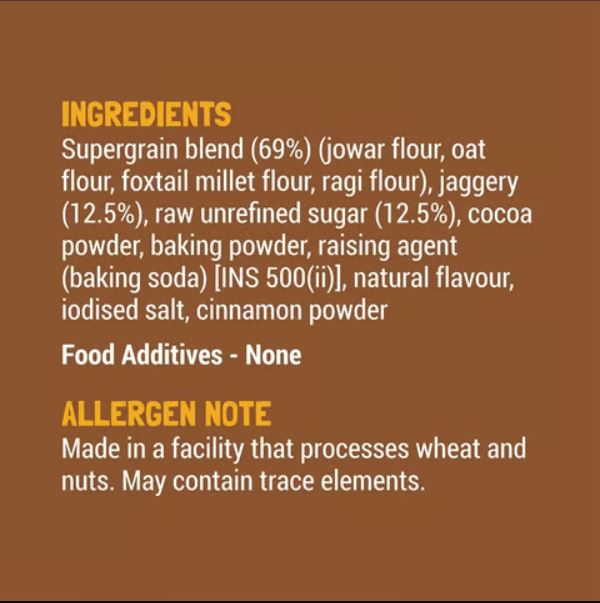 INGREDIENTS
Supergrain blend (69%) (jowar flour, oat
flour, foxtail millet flour, ragi flour), jaggery
(12.5%), raw unrefined sugar (12.5%), cocoa
powder, baking powder, raising agent
(baking soda) [INS 500(ii)], natural flavour,
iodised salt, cinnamon powder
Food Additives - None
ALLERGEN NOTE
Made in a facility that processes wheat and
nuts. May contain trace elements.